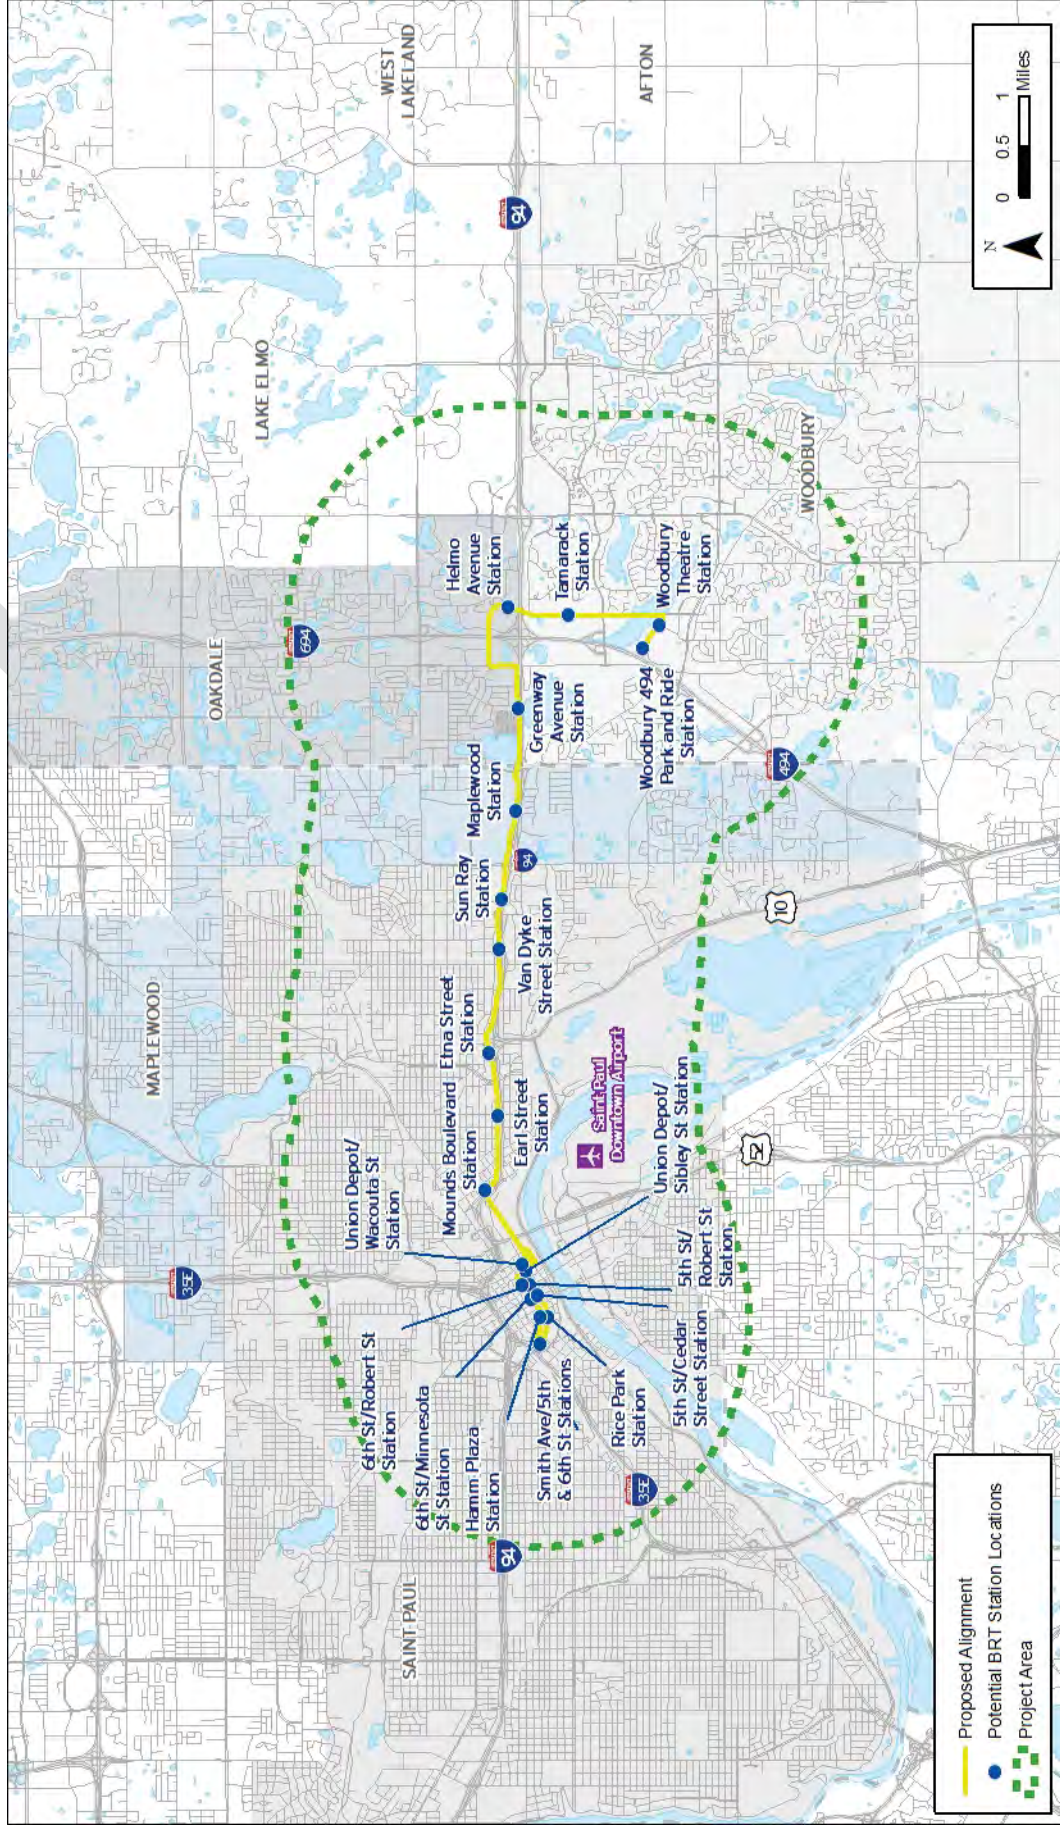 WEST
LAKELAND
AFTON
INTERSTATE
94
LAKE ELMO
WOODBURY
OAKDALE
694
Helmo
Avenue
Station
Tamarack
Station
Woodbury
Theatre
Station
Woodbury 494
Park and Ride
Station
Greenway
Avenue
Station
494
Maplewood
Station
94
Sun Ray
Station
Van Dyke
Street Station
10
MAPLEWOOD
Etna Street
Station
Earl Street
Station
Mounds Boulevard
Station
Saint Paul
Downtown Airport
52
Union Depot/
Wacouta St
Station
Union Depot/
Sibley St Station
35E
5th St/
Robert St
Station
5th St/Cedar
Street Station
6th St/Robert St
Station
6th St/Minnesota
St Station
Hamm Plaza
Station
Smith Ave/5th
& 6th St Stations
Rice Park
Station
35E
94
SAINT PAUL
N
0 0.5 1
Miles
Proposed Alignment
Potential BRT Station Locations
Project Area